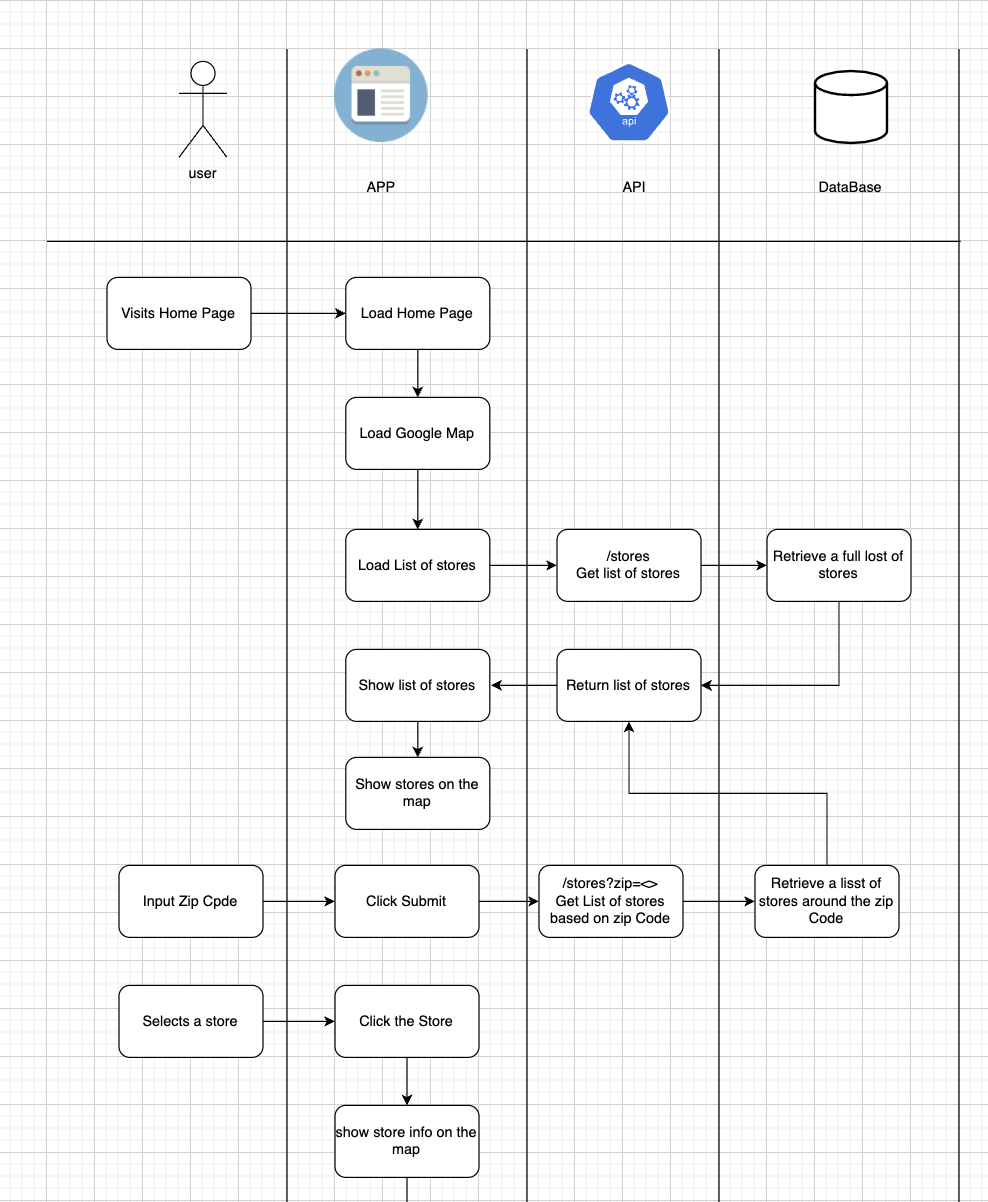 api
user
APP
API
DataBase
Visits Home Page
Load Home Page
Load Google Map
Load List of stores
/stores
Get list of stores
Retrieve a full lost of
stores
Show list of stores
Return list of stores
Show stores on the
map
Input Zip Cpde
Click Submit
/stores?zip=<>
Get List of stores
based on zip Code
Retrieve a lisst of
stores around the zip
Code
Selects a store
Click the Store
show store info on the
map